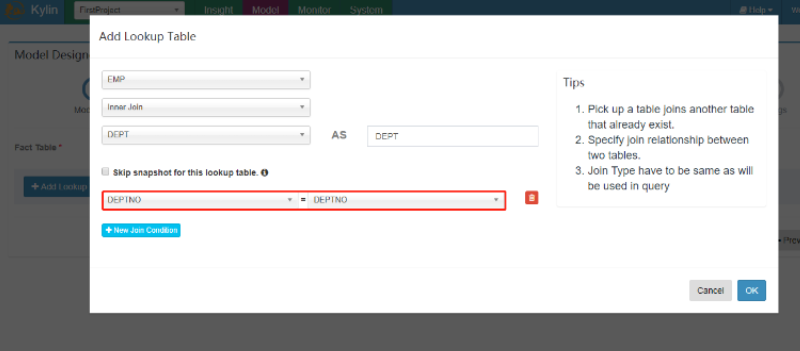 Kylin
FirstProject
Insight
Model
Monitor
System
Help
Add Lookup Table
Model Design
EMP
Inner Join
DEPT
AS
DEPT
Skip snapshot for this lookup table.
DEPTNO
=
DEPTNO
+ New Join Condition
Tips
1. Pick up a table joins another table
that already exist.
2. Specify join relationship between
two tables.
3. Join Type have to be same as will
be used in query
Fact Table *
+ Add Lookup
Prev
Cancel
OK